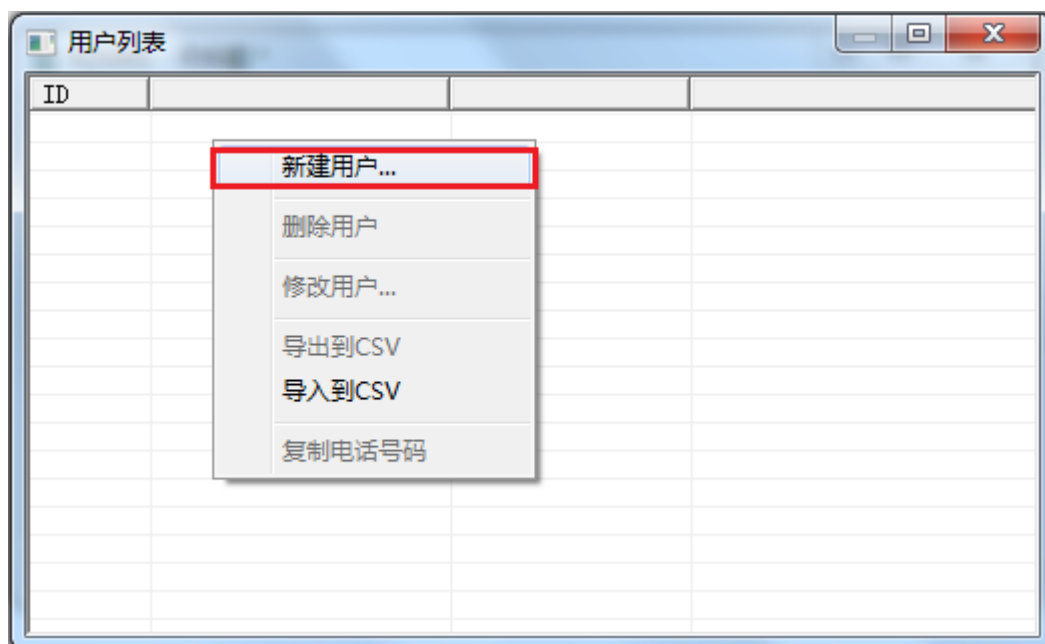 用户列表
ID
新建用户...
删除用户
修改用户...
导出到CSV
导入到CSV
复制电话号码